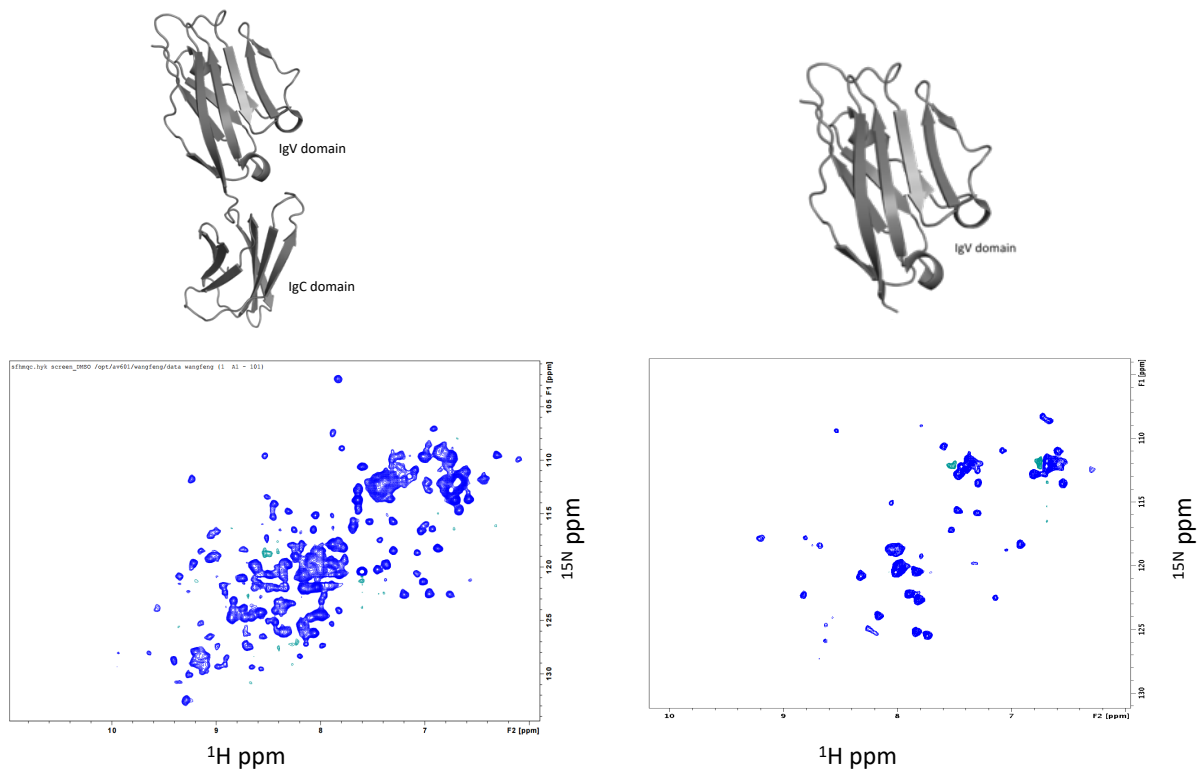 IgV domain
IgC domain
IgV domain
sfhmqc.hyk screen_DMSO /opt/av601/wangfeng/data wangfeng (1 A1 - 101)
F1 [ppm]
105
110
115
120
125
130
10 9 8 7 F2 [ppm]
15N ppm
1H ppm
F1 [ppm]
110
115
120
125
130
10 9 8 7 F2 [ppm]
15N ppm
1H ppm